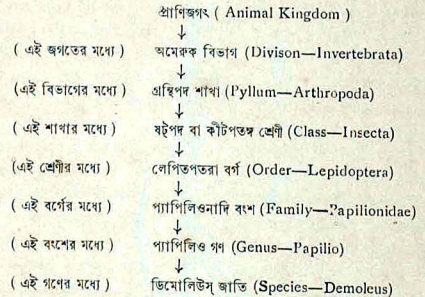 প্রাণিজগৎ ( Animal Kingdom )
( এই জগতের মধ্যে ) অমেরুক বিভাগ (Divison—Invertebrata)
(এই বিভাগের মধ্যে ) গ্রন্থিপদ শাখা (Pyllum—Arthropoda)
( এই শাখার মধ্যে ) ষট্‌পদ বা কীটপতঙ্গ শ্রেণী (Class—Insecta)
(এই শ্রেণীর মধ্যে ) লেপিতপতরা বর্গ (Order—Lepidoptera)
( এই বর্গের মধ্যে ) প্যাপিলিওনাদি বংশ (Family—Papilionidae)
( এই বংশের মধ্যে ) প্যাপিলিও গণ (Genus—Papilio)
( এই গণের মধ্যে ) ডিমোলিউস্ জাতি (Species—Demoleus)